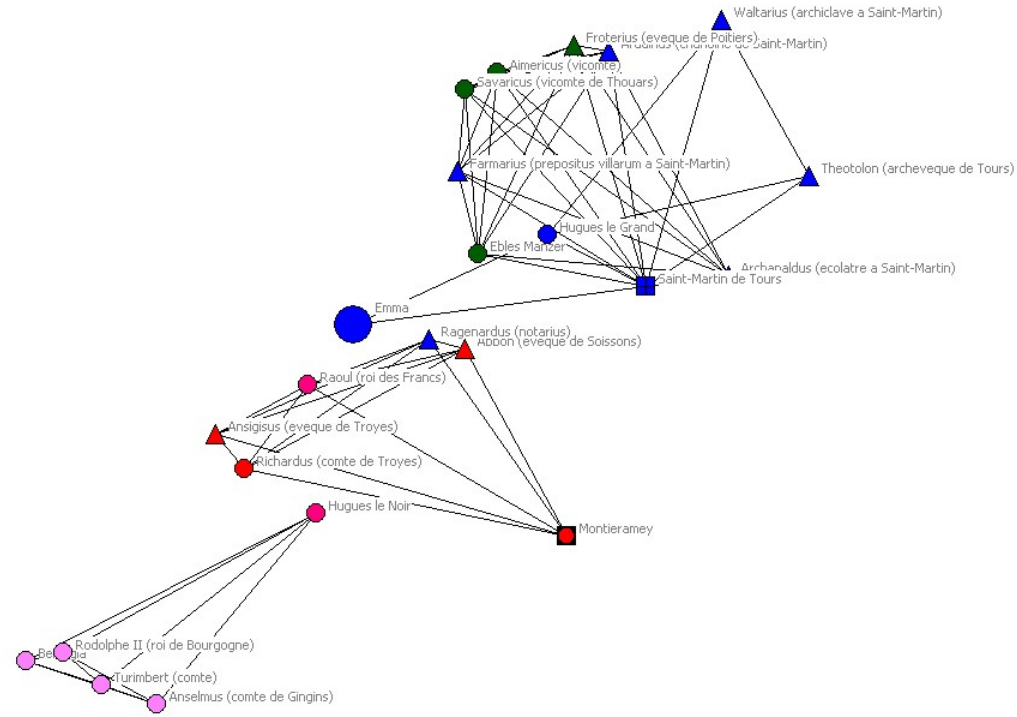 Waltarius (archiclave a Saint-Martin)
Froterius (eveque de Poitiers)
Saint-Martin)
Aimericus (vicomte)
Savaricus (vicomte de Thouars)
Farmarius (prepositus villarum a Saint-Martin)
Theotolon (archeveque de Tours)
Hugues le Grand
Ebles Manzer
Archanaldus (ecolatre a Saint-Martin)
Saint-Martin de Tours
Emma
Ragenardus (notarius)
Abbon (eveque de Soissons)
Raoul (roi des Francs)
Ansigisus (eveque de Troyes)
Richardus (comte de Troyes)
Hugues le Noir
Montieramey
Rodolphe II (roi de Bourgogne)
Turimbert (comte)
Anselmus (comte de Gingins)